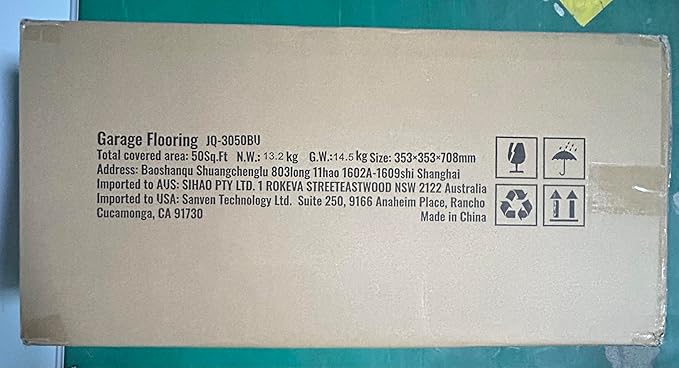 Garage Flooring JQ-3050BU
Total covered area: 50Sq.Ft N.W.: 13.2 kg G.W.:14.5 kg Size: 353×353×708mm
Address: Baoshanqu Shuangchenglu 803long 11hao 1602A-1609shi Shanghai
Imported to AUS: SIHAO PTY LTD. 1 ROKEVA STREETEASTWOOD NSW 2122 Australia
Imported to USA: Sanven Technology Ltd. Suite 250, 9166 Anaheim Place, Rancho
Cucamonga, CA 91730 Made in China